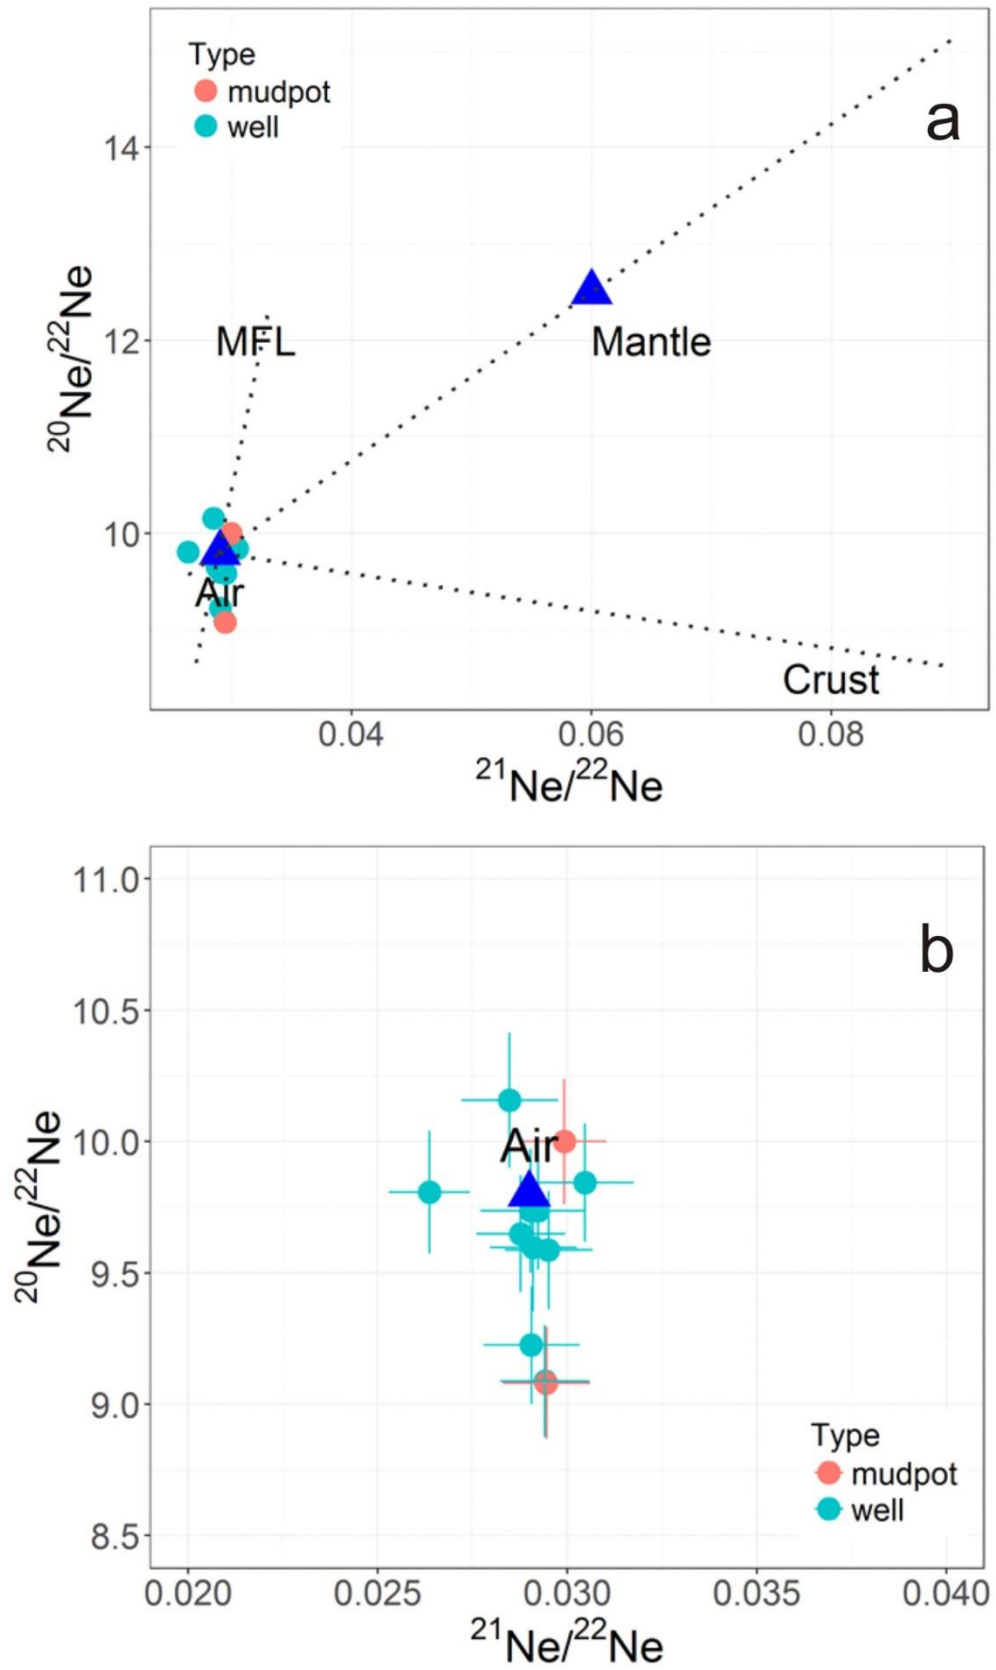 Type
mudpot
well
a
14
12
10
²⁰Ne/²²Ne
MFL
Mantle
Air
Crust
0.04 0.06 0.08
²¹Ne/²²Ne
b
11.0
10.5
10.0
9.5
9.0
8.5
²⁰Ne/²²Ne
Air
Type
mudpot
well
0.020 0.025 0.030 0.035 0.040
²¹Ne/²²Ne